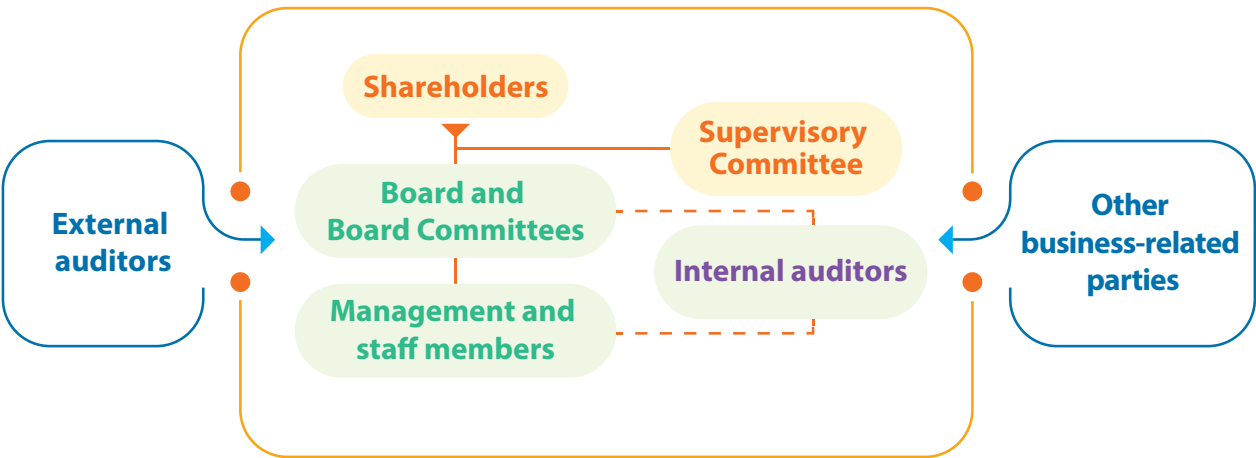 Shareholders
Supervisory
Committee
Board and
Board Committees
External
auditors
Internal auditors
Other
business-related
parties
Management and
staff members